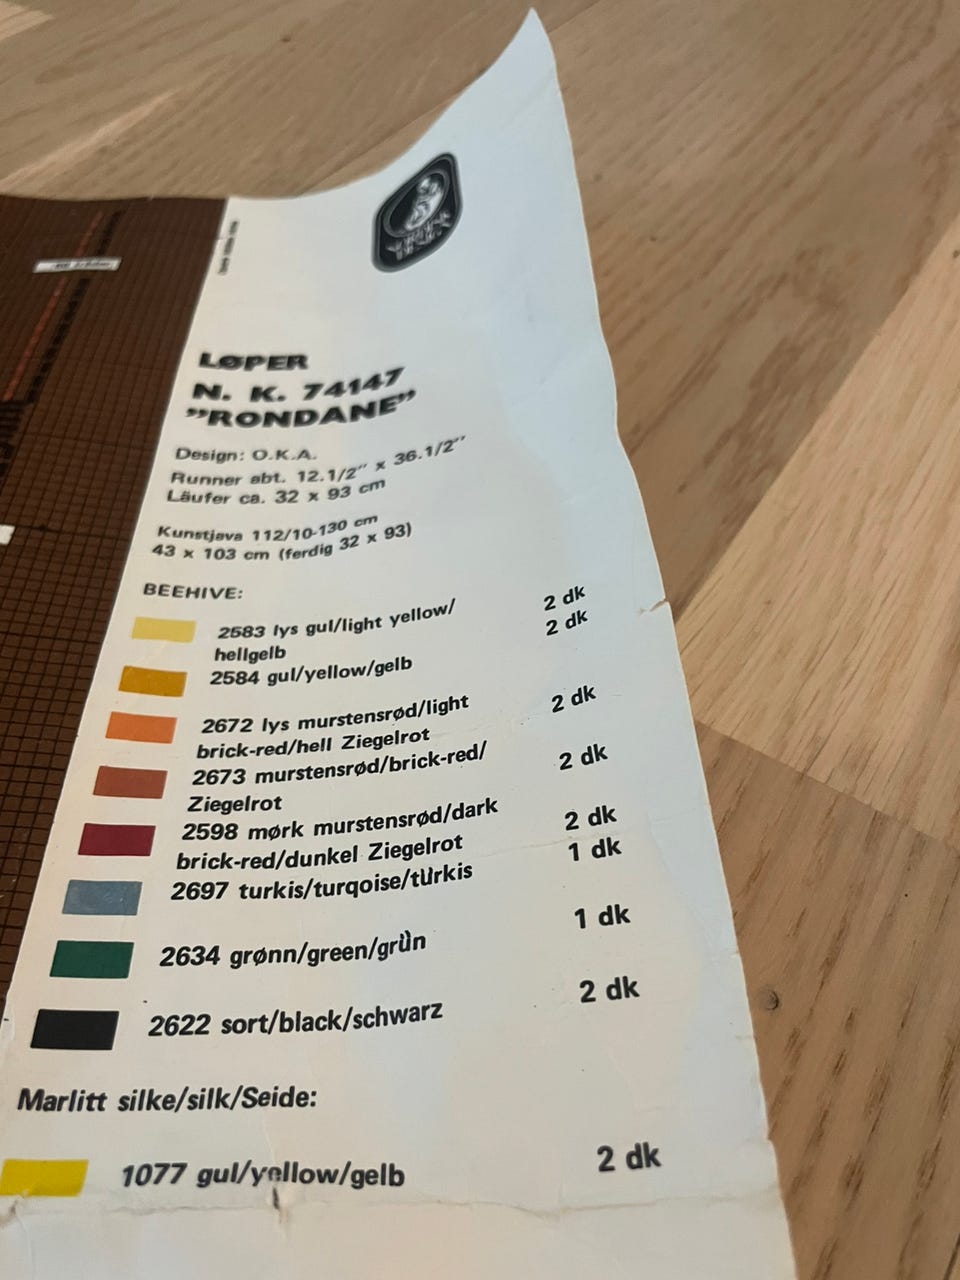 LØPER
N. K. 74147
”RONDANE”
Design: O.K.A.
Runner abt. 12.1/2” x 36.1/2”
Läufer ca. 32 x 93 cm
Kunstjava 112/10-130 cm
43 x 103 cm (ferdig 32 x 93)
BEEHIVE:
2583 lys gul/light yellow/ 2 dk
hellgelb
2584 gul/yellow/gelb 2 dk
2672 lys murstensrød/light 2 dk
brick-red/hell Ziegelrot
2673 murstensrød/brick-red/ 2 dk
Ziegelrot
2598 mørk murstensrød/dark 2 dk
brick-red/dunkel Ziegelrot
2697 turkis/turqoise/türkis 1 dk
2634 grønn/green/grün 1 dk
2622 sort/black/schwarz 2 dk
Marlitt silke/silk/Seide:
1077 gul/yellow/gelb 2 dk